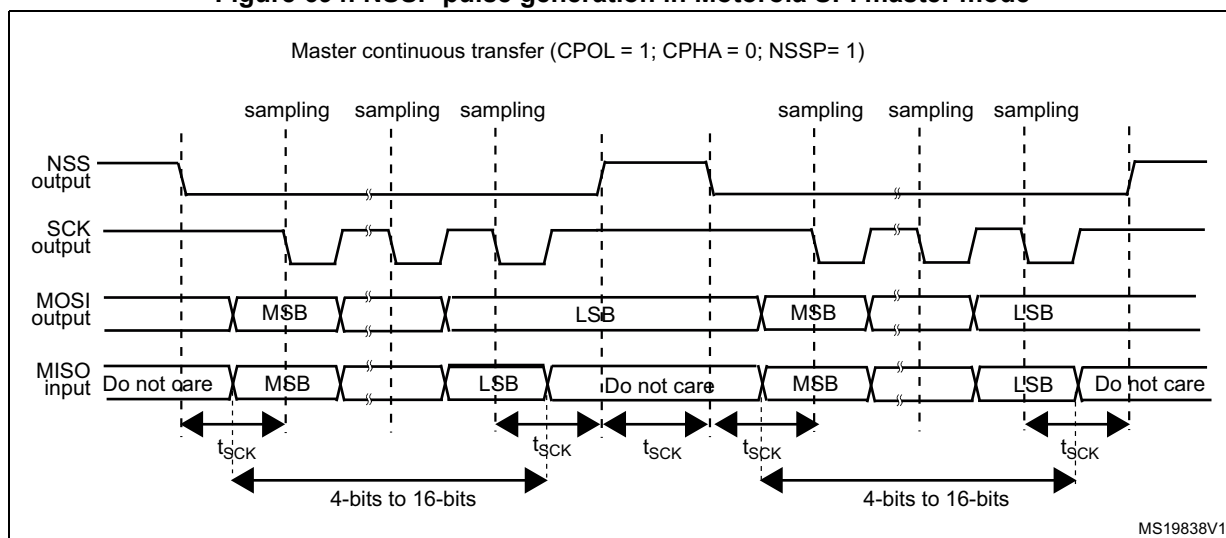 Master continuous transfer (CPOL = 1; CPHA = 0; NSSP= 1)
sampling sampling sampling sampling sampling sampling
NSS
output
SCK
output
MOSI
output
MSB LSB MSB LSB
MISO
input
Do not care MSB LSB Do not care MSB LSB Do not care
tSCK tSCK tSCK tSCK tSCK
4-bits to 16-bits 4-bits to 16-bits
MS19838V1